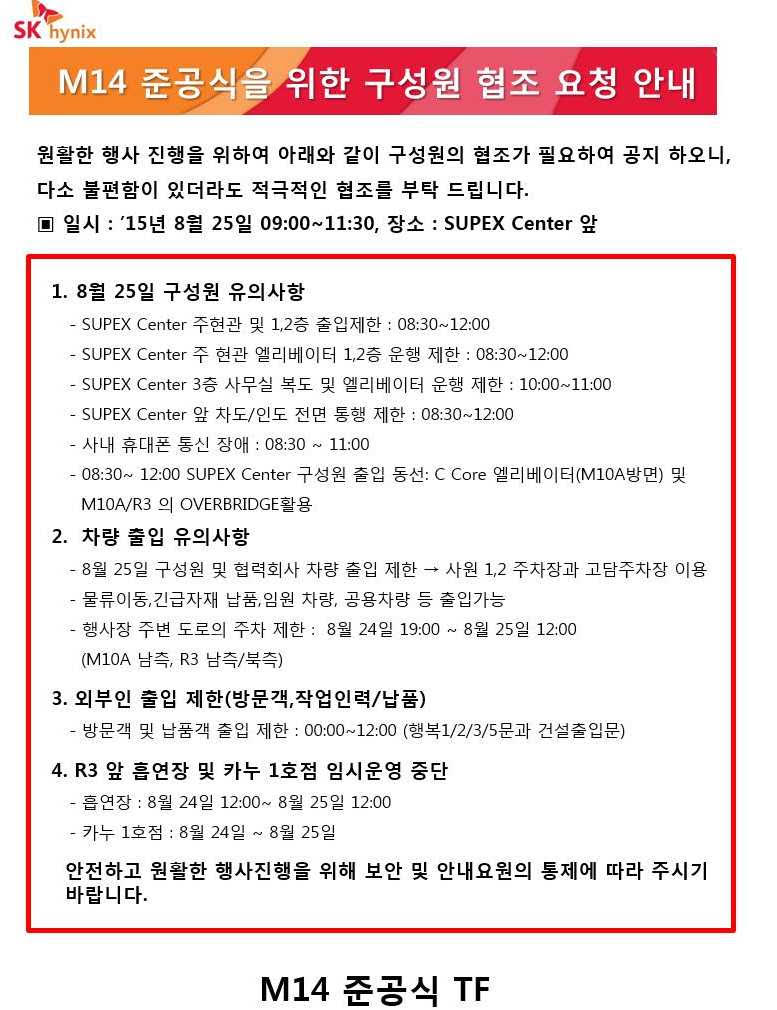 SK hynix
M14 준공식을 위한 구성원 협조 요청 안내
원활한 행사 진행을 위하여 아래와 같이 구성원의 협조가 필요하여 공지 하오니,
다소 불편함이 있더라도 적극적인 협조를 부탁 드립니다.
▣ 일시 : ’15년 8월 25일 09:00~11:30, 장소 : SUPEX Center 앞
1. 8월 25일 구성원 유의사항
- SUPEX Center 주현관 및 1,2층 출입제한 : 08:30~12:00
- SUPEX Center 주 현관 엘리베이터 1,2층 운행 제한 : 08:30~12:00
- SUPEX Center 3층 사무실 복도 및 엘리베이터 운행 제한 : 10:00~11:00
- SUPEX Center 앞 차도/인도 전면 통행 제한 : 08:30~12:00
- 사내 휴대폰 통신 장애 : 08:30 ~ 11:00
- 08:30~ 12:00 SUPEX Center 구성원 출입 동선: C Core 엘리베이터(M10A방면) 및
M10A/R3 의 OVERBRIDGE활용
2. 차량 출입 유의사항
- 8월 25일 구성원 및 협력회사 차량 출입 제한 → 사원 1,2 주차장과 고담주차장 이용
- 물류이동,긴급자재 납품,임원 차량, 공용차량 등 출입가능
- 행사장 주변 도로의 주차 제한 : 8월 24일 19:00 ~ 8월 25일 12:00
(M10A 남측, R3 남측/북측)
3. 외부인 출입 제한(방문객,작업인력/납품)
- 방문객 및 납품객 출입 제한 : 00:00~12:00 (행복1/2/3/5문과 건설출입문)
4. R3 앞 흡연장 및 카누 1호점 임시운영 중단
- 흡연장 : 8월 24일 12:00~ 8월 25일 12:00
- 카누 1호점 : 8월 24일 ~ 8월 25일
안전하고 원활한 행사진행을 위해 보안 및 안내요원의 통제에 따라 주시기
바랍니다.
M14 준공식 TF